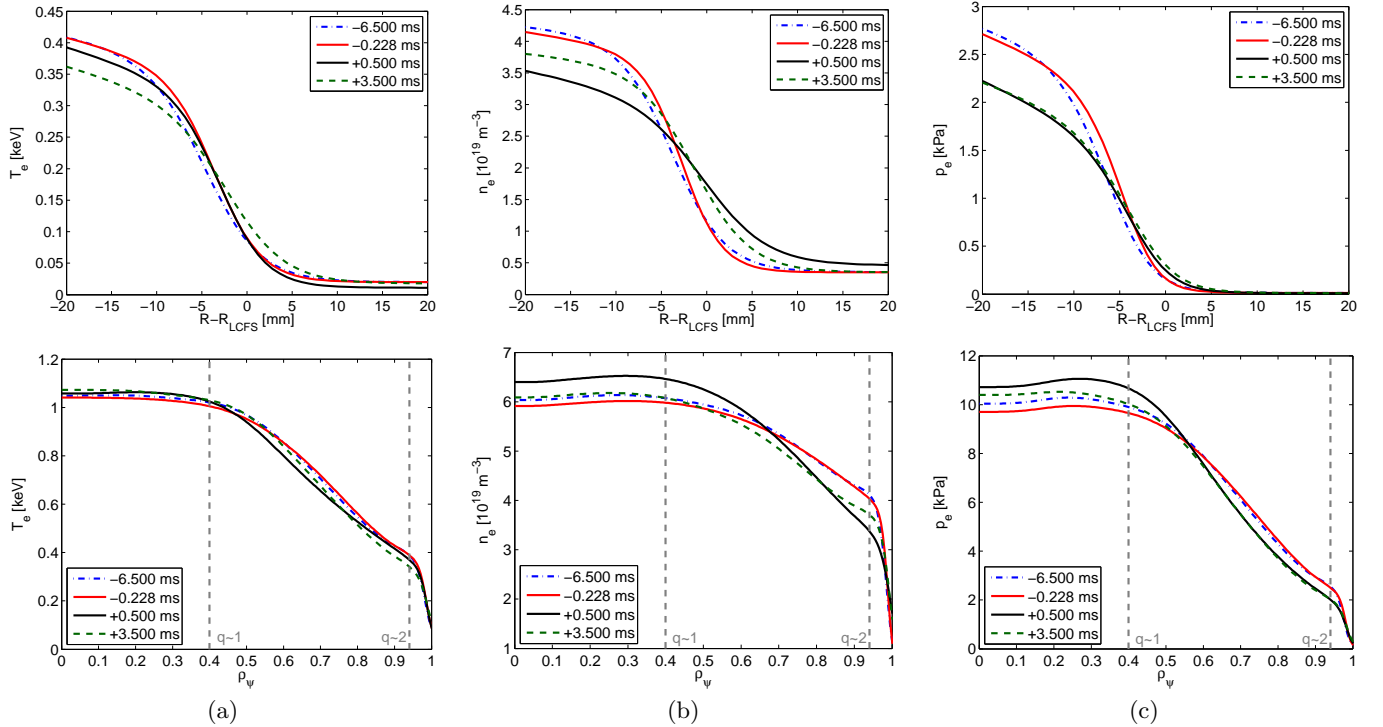 0.45
0.4
0.35
0.3
0.25
0.2
0.15
0.1
0.05
0
T_e [keV]
−20 −15 −10 −5 0 5 10 15 20
R−R_LCFS [mm]
−6.500 ms
−0.228 ms
+0.500 ms
+3.500 ms
4.5
4
3.5
3
2.5
2
1.5
1
0.5
0
n_e [10^19 m^−3]
−20 −15 −10 −5 0 5 10 15 20
R−R_LCFS [mm]
−6.500 ms
−0.228 ms
+0.500 ms
+3.500 ms
3
2.5
2
1.5
1
0.5
0
p_e [kPa]
−20 −15 −10 −5 0 5 10 15 20
R−R_LCFS [mm]
−6.500 ms
−0.228 ms
+0.500 ms
+3.500 ms
1.2
1
0.8
0.6
0.4
0.2
0
T_e [keV]
0 0.1 0.2 0.3 0.4 0.5 0.6 0.7 0.8 0.9 1
ρ_ψ
−6.500 ms
−0.228 ms
+0.500 ms
+3.500 ms
q~1
q~2
7
6
5
4
3
2
1
n_e [10^19 m^−3]
0 0.1 0.2 0.3 0.4 0.5 0.6 0.7 0.8 0.9 1
ρ_ψ
−6.500 ms
−0.228 ms
+0.500 ms
+3.500 ms
q~1
q~2
12
10
8
6
4
2
0
p_e [kPa]
0 0.1 0.2 0.3 0.4 0.5 0.6 0.7 0.8 0.9 1
ρ_ψ
−6.500 ms
−0.228 ms
+0.500 ms
+3.500 ms
q~1
q~2
(a)
(b)
(c)